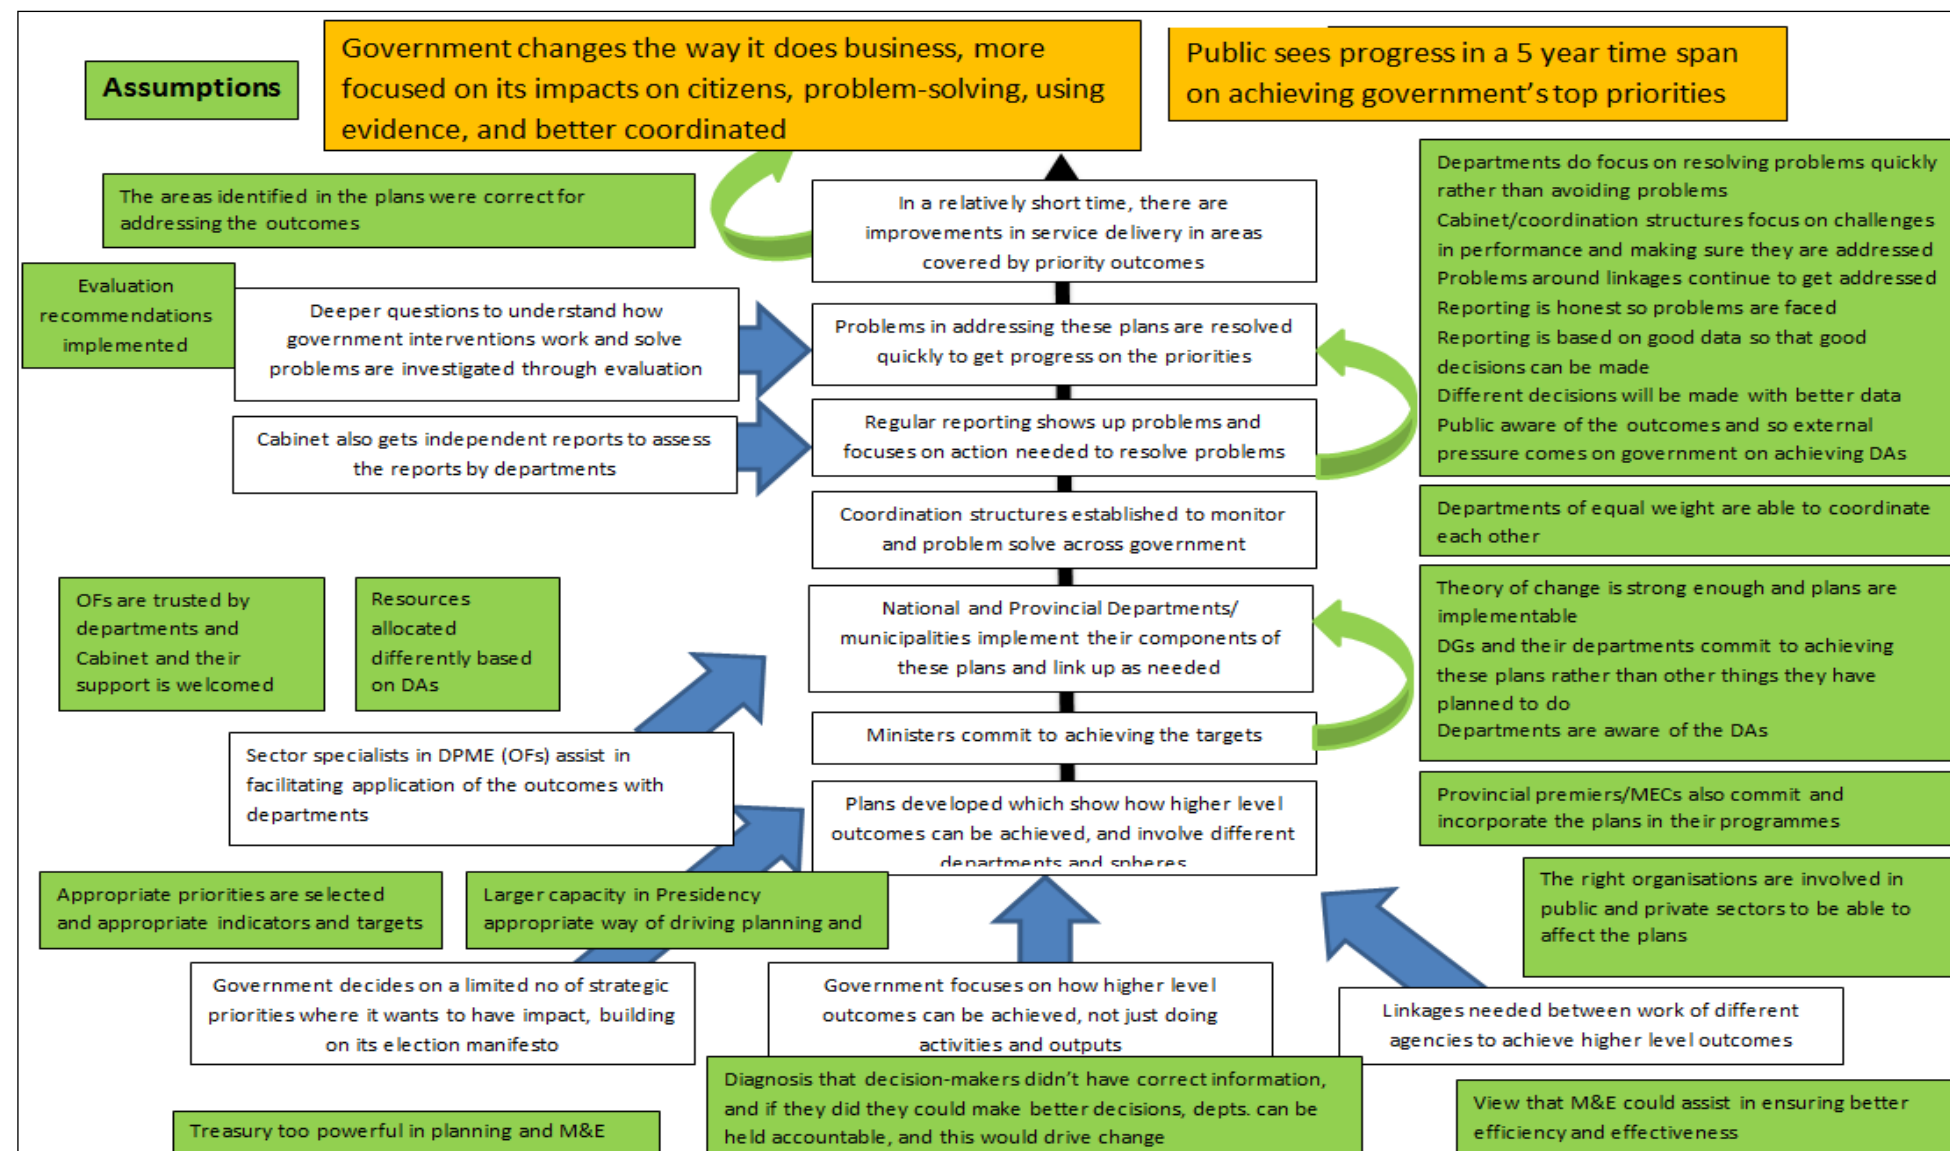 Assumptions
Government changes the way it does business, more
focused on its impacts on citizens, problem-solving, using
evidence, and better coordinated
Public sees progress in a 5 year time span
on achieving government's top priorities
The areas identified in the plans were correct for
addressing the outcomes
In a relatively short time, there are
improvements in service delivery in areas
covered by priority outcomes
Departments do focus on resolving problems quickly
rather than avoiding problems
Cabinet/coordination structures focus on challenges
in performance and making sure they are addressed
Problems around linkages continue to get addressed
Reporting is honest so problems are faced
Reporting is based on good data so that good
decisions can be made
Different decisions will be made with better data
Public aware of the outcomes and so external
pressure comes on government on achieving DAs
Evaluation
recommendations
implemented
Deeper questions to understand how
government interventions work and solve
problems are investigated through evaluation
Problems in addressing these plans are resolved
quickly to get progress on the priorities
Cabinet also gets independent reports to assess
the reports by departments
Regular reporting shows up problems and
focuses on action needed to resolve problems
Coordination structures established to monitor
and problem solve across government
Departments of equal weight are able to coordinate
each other
OFs are trusted by
departments and
Cabinet and their
support is welcomed
Resources
allocated
differently based
on DAs
National and Provincial Departments/
municipalities implement their components of
these plans and link up as needed
Theory of change is strong enough and plans are
implementable
DGs and their departments commit to achieving
these plans rather than other things they have
planned to do
Departments are aware of the DAs
Ministers commit to achieving the targets
Sector specialists in DPME (OFs) assist in
facilitating application of the outcomes with
departments
Plans developed which show how higher level
outcomes can be achieved, and involve different
departments and spheres
Provincial premiers/MECs also commit and
incorporate the plans in their programmes
Appropriate priorities are selected
and appropriate indicators and targets
Larger capacity in Presidency
appropriate way of driving planning and
The right organisations are involved in
public and private sectors to be able to
affect the plans
Government decides on a limited no of strategic
priorities where it wants to have impact, building
on its election manifesto
Government focuses on how higher level
outcomes can be achieved, not just doing
activities and outputs
Linkages needed between work of different
agencies to achieve higher level outcomes
Treasury too powerful in planning and M&E
Diagnosis that decision-makers didn't have correct information,
and if they did they could make better decisions, depts. can be
held accountable, and this would drive change
View that M&E could assist in ensuring better
efficiency and effectiveness